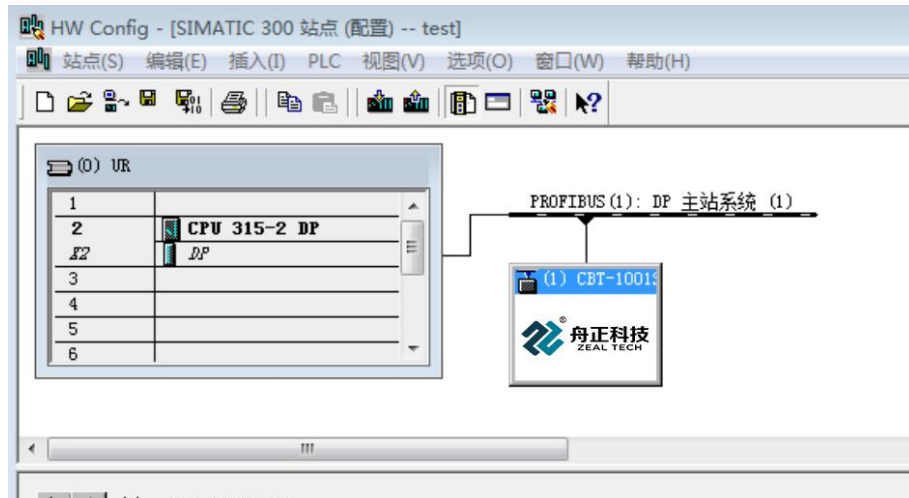 HW Config - [SIMATIC 300 站点 (配置) -- test]
站点(S) 编辑(E) 插入(I) PLC 视图(V) 选项(O) 窗口(W) 帮助(H)
(0) UR
1
2 CPU 315-2 DP
X2 DP
3
4
5
6
PROFIBUS(1): DP 主站系统 (1)
(1) CBT-1001S
舟正科技®
ZEAL TECH